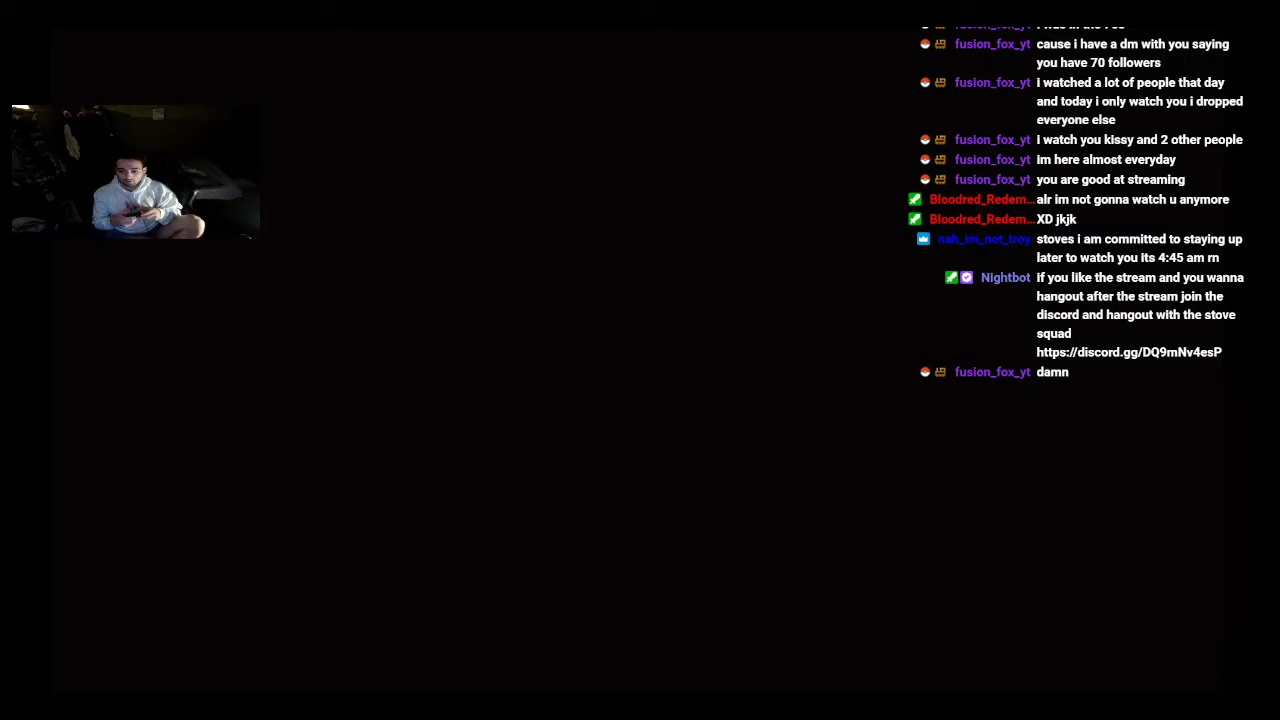 fusion_fox_yt
fusion_fox_yt cause i have a dm with you saying
you have 70 followers
fusion_fox_yt i watched a lot of people that day
and today i only watch you i dropped
everyone else
fusion_fox_yt i watch you kissy and 2 other people
fusion_fox_yt im here almost everyday
fusion_fox_yt you are good at streaming
Bloodred_Redem... alr im not gonna watch u anymore
Bloodred_Redem... XD jkjk
nah_im_not_troy stoves i am committed to staying up
later to watch you its 4:45 am rn
Nightbot if you like the stream and you wanna
hangout after the stream join the
discord and hangout with the stove
squad
https://discord.gg/DQ9mNv4esP
fusion_fox_yt damn